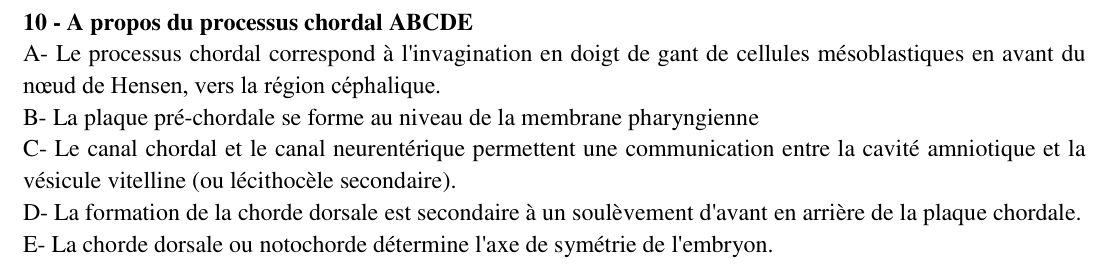 10 - A propos du processus chordal ABCDE
A- Le processus chordal correspond à l'invagination en doigt de gant de cellules mésoblastiques en avant du
nœud de Hensen, vers la région céphalique.
B- La plaque pré-chordale se forme au niveau de la membrane pharyngienne
C- Le canal chordal et le canal neurentérique permettent une communication entre la cavité amniotique et la
vésicule vitelline (ou lécithocèle secondaire).
D- La formation de la chorde dorsale est secondaire à un soulèvement d'avant en arrière de la plaque chordale.
E- La chorde dorsale ou notochorde détermine l'axe de symétrie de l'embryon.